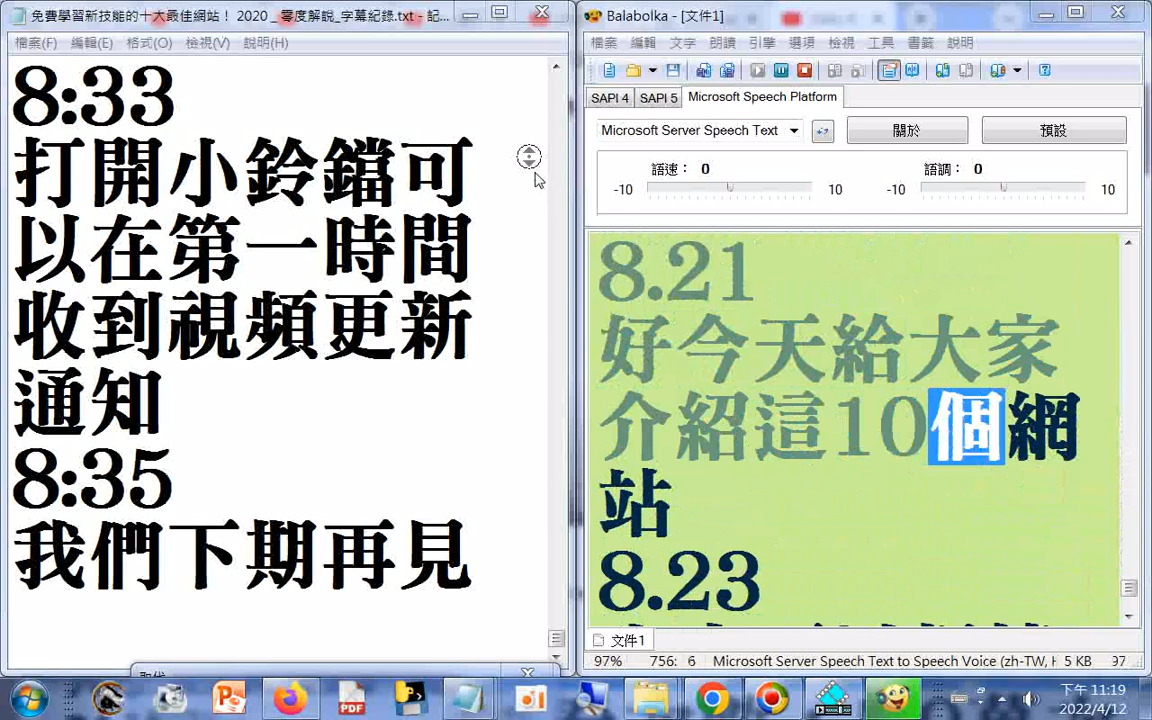 免費學習新技能的十大最佳網站！ 2020 _ 零度解說_字幕紀錄.txt - 記...
檔案(F) 編輯(E) 格式(O) 檢視(V) 說明(H)
8:33
打開小鈴鐺可
以在第一時間
收到視頻更新
通知
8:35
我們下期再見
Balabolka - [文件1]
檔案 編輯 文字 朗讀 引擎 選項 檢視 工具 書籤 說明
SAPI 4 SAPI 5 Microsoft Speech Platform
Microsoft Server Speech Text 關於 預設
語速： 0 語調： 0
-10 10 -10 10
8.21
好今天給大家
介紹這10個網
站
8.23
文件1
97% 756: 6 Microsoft Server Speech Text to Speech Voice (zh-TW, H 5 KB 97
PDF
下午 11:19
2022/4/12